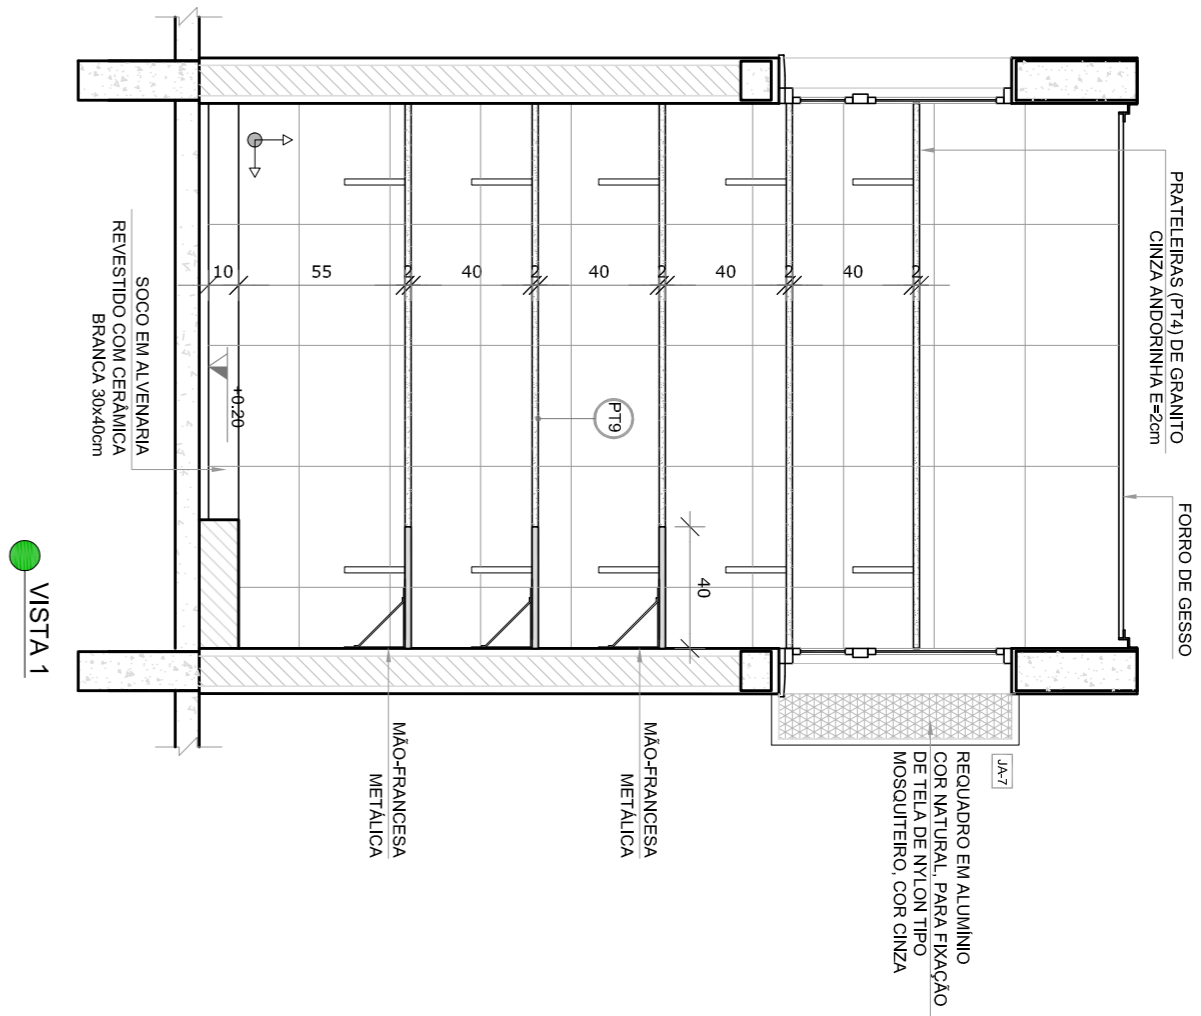 PRATELEIRAS (PT4) DE GRANITO
CINZA ANDORINHA E=2cm
FORRO DE GESSO
JA-7
REQUADRO EM ALUMÍNIO
COR NATURAL, PARA FIXAÇÃO
DE TELA DE NYLON TIPO
MOSQUITEIRO, COR CINZA
10
55
2
40
2
40
2
40
2
40
2
PT9
40
MÃO-FRANCESA
METÁLICA
MÃO-FRANCESA
METÁLICA
+0.20
SOCO EM ALVENARIA
REVESTIDO COM CERÂMICA
BRANCA 30x40cm
VISTA 1